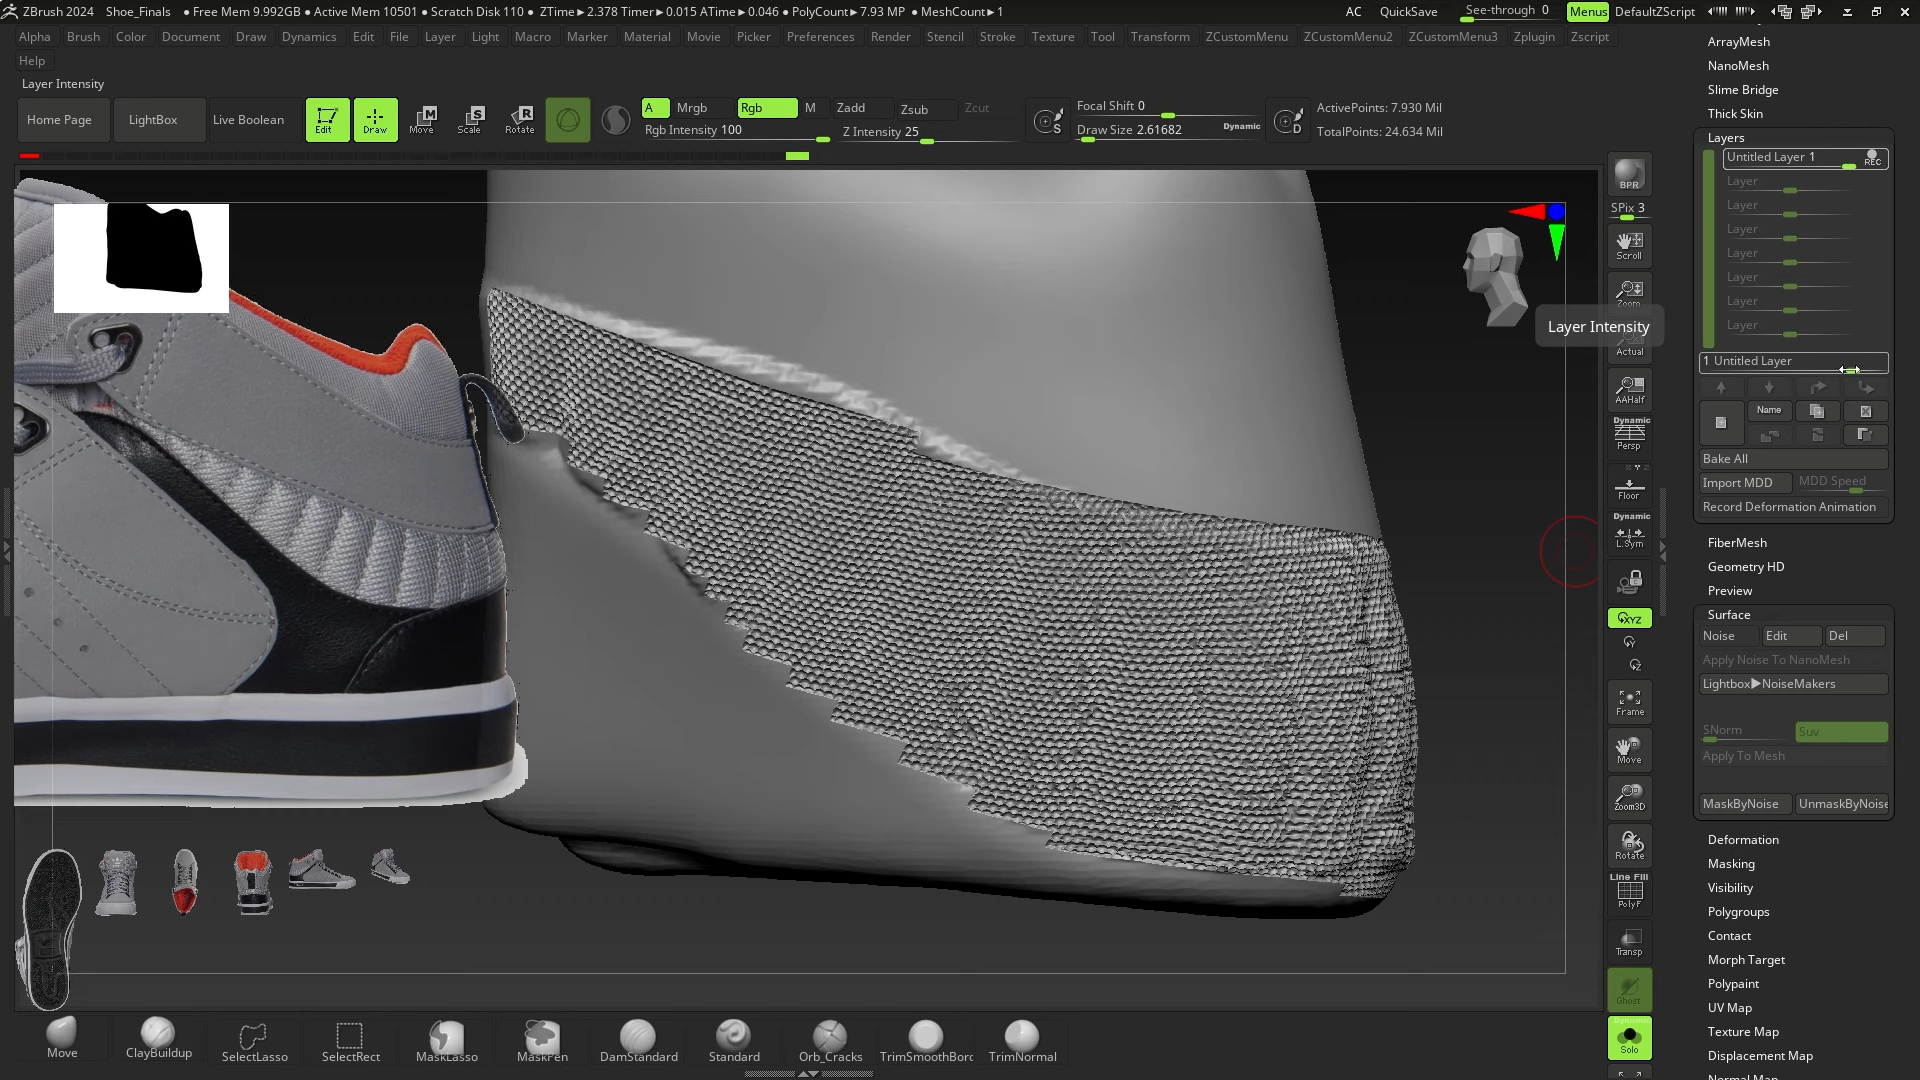 ZBrush 2024 Shoe_Finals ● Free Mem 9.992GB ● Active Mem 10501 ● Scratch Disk 110 ● ZTime►2.378 Timer►0.015 ATime►0.046 ● PolyCount►7.93 MP ● MeshCount►1
AC QuickSave See-through 0 Menus DefaultZScript
Alpha Brush Color Document Draw Dynamics Edit File Layer Light Macro Marker Material Movie Picker Preferences Render Stencil Stroke Texture Tool Transform ZCustomMenu ZCustomMenu2 ZCustomMenu3 Zplugin Zscript
Help
Layer Intensity
Home Page LightBox Live Boolean Edit Draw Move Scale Rotate
A Mrgb Rgb M Zadd Zsub Zcut
Rgb Intensity 100 Z Intensity 25
S Focal Shift 0
Draw Size 2.61682 Dynamic D
ActivePoints: 7.930 Mil
TotalPoints: 24.634 Mil
BPR
SPix 3
Scroll
Zoom
Layer Intensity
Actual
AAHalf
Dynamic
Persp
Floor
Dynamic
L.Sym
XYZ
Y
Z
Frame
Move
Zoom3D
Rotate
Line Fill
PolyF
Transp
Ghost
Dynamic
Solo
ArrayMesh
NanoMesh
Slime Bridge
Thick Skin
Layers
Untitled Layer 1 REC
Layer
Layer
Layer
Layer
Layer
Layer
Layer
1 Untitled Layer
Name
Bake All
Import MDD MDD Speed
Record Deformation Animation
FiberMesh
Geometry HD
Preview
Surface
Noise Edit Del
Apply Noise To NanoMesh
Lightbox►NoiseMakers
SNorm Suv
Apply To Mesh
MaskByNoise UnmaskByNoise
Deformation
Masking
Visibility
Polygroups
Contact
Morph Target
Polypaint
UV Map
Texture Map
Displacement Map
Normal Map
Move ClayBuildup SelectLasso SelectRect MaskLasso MaskPen DamStandard Standard Orb_Cracks TrimSmoothBorc TrimNormal